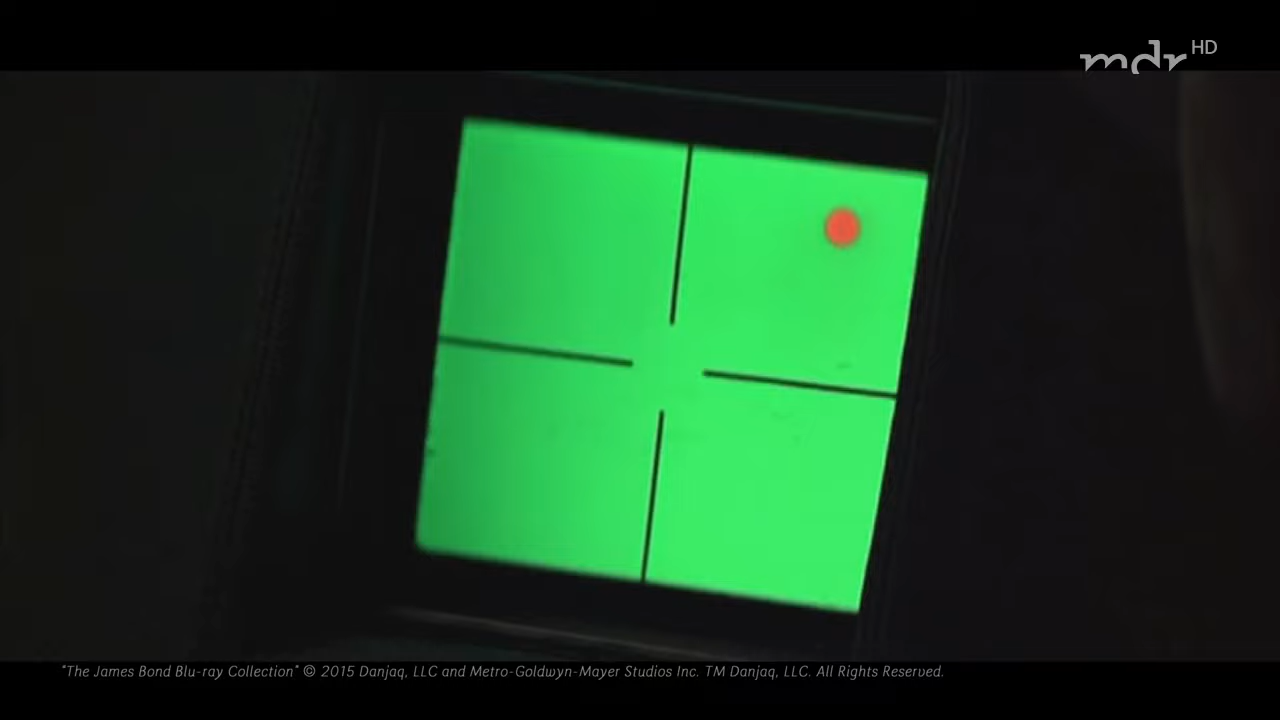 mdr HD
"The James Bond Blu-ray Collection" © 2015 Danjaq, LLC and Metro-Goldwyn-Mayer Studios Inc. TM Danjaq, LLC. All Rights Reserved.